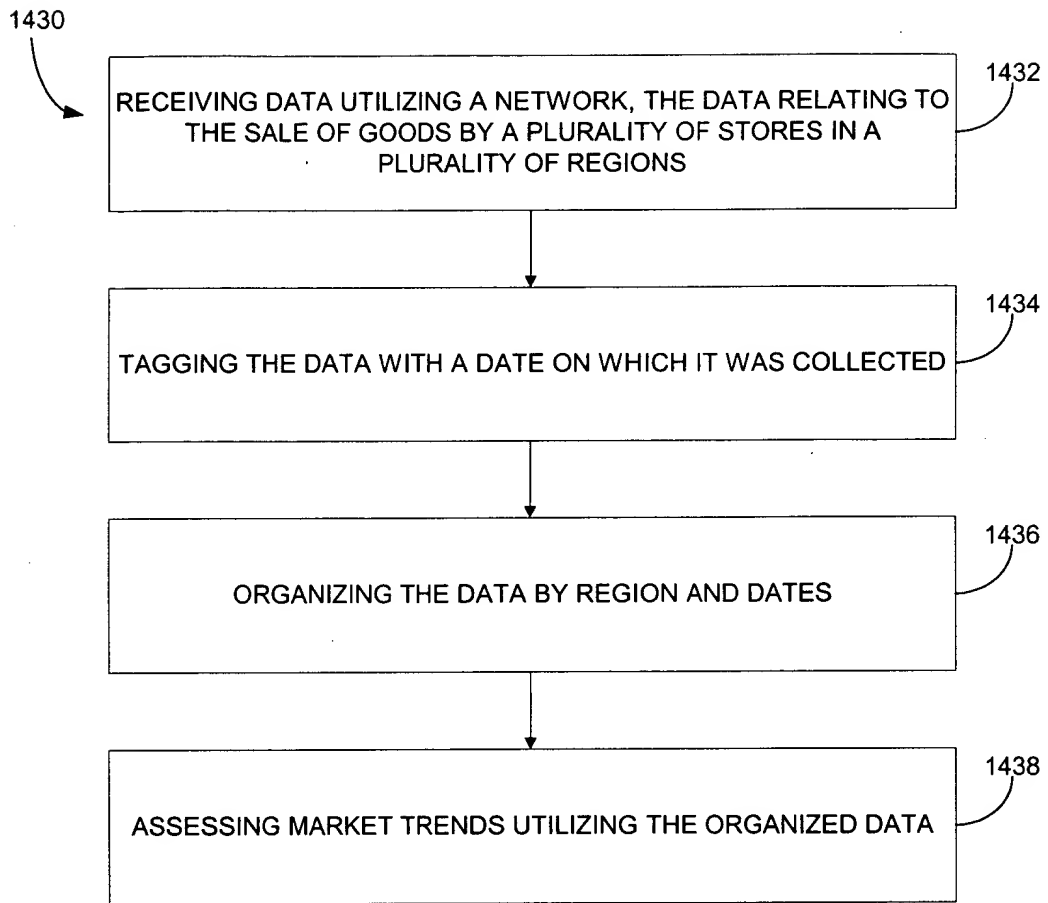 1430
1432
RECEIVING DATA UTILIZING A NETWORK, THE DATA RELATING TO
THE SALE OF GOODS BY A PLURALITY OF STORES IN A
PLURALITY OF REGIONS
1434
TAGGING THE DATA WITH A DATE ON WHICH IT WAS COLLECTED
1436
ORGANIZING THE DATA BY REGION AND DATES
1438
ASSESSING MARKET TRENDS UTILIZING THE ORGANIZED DATA